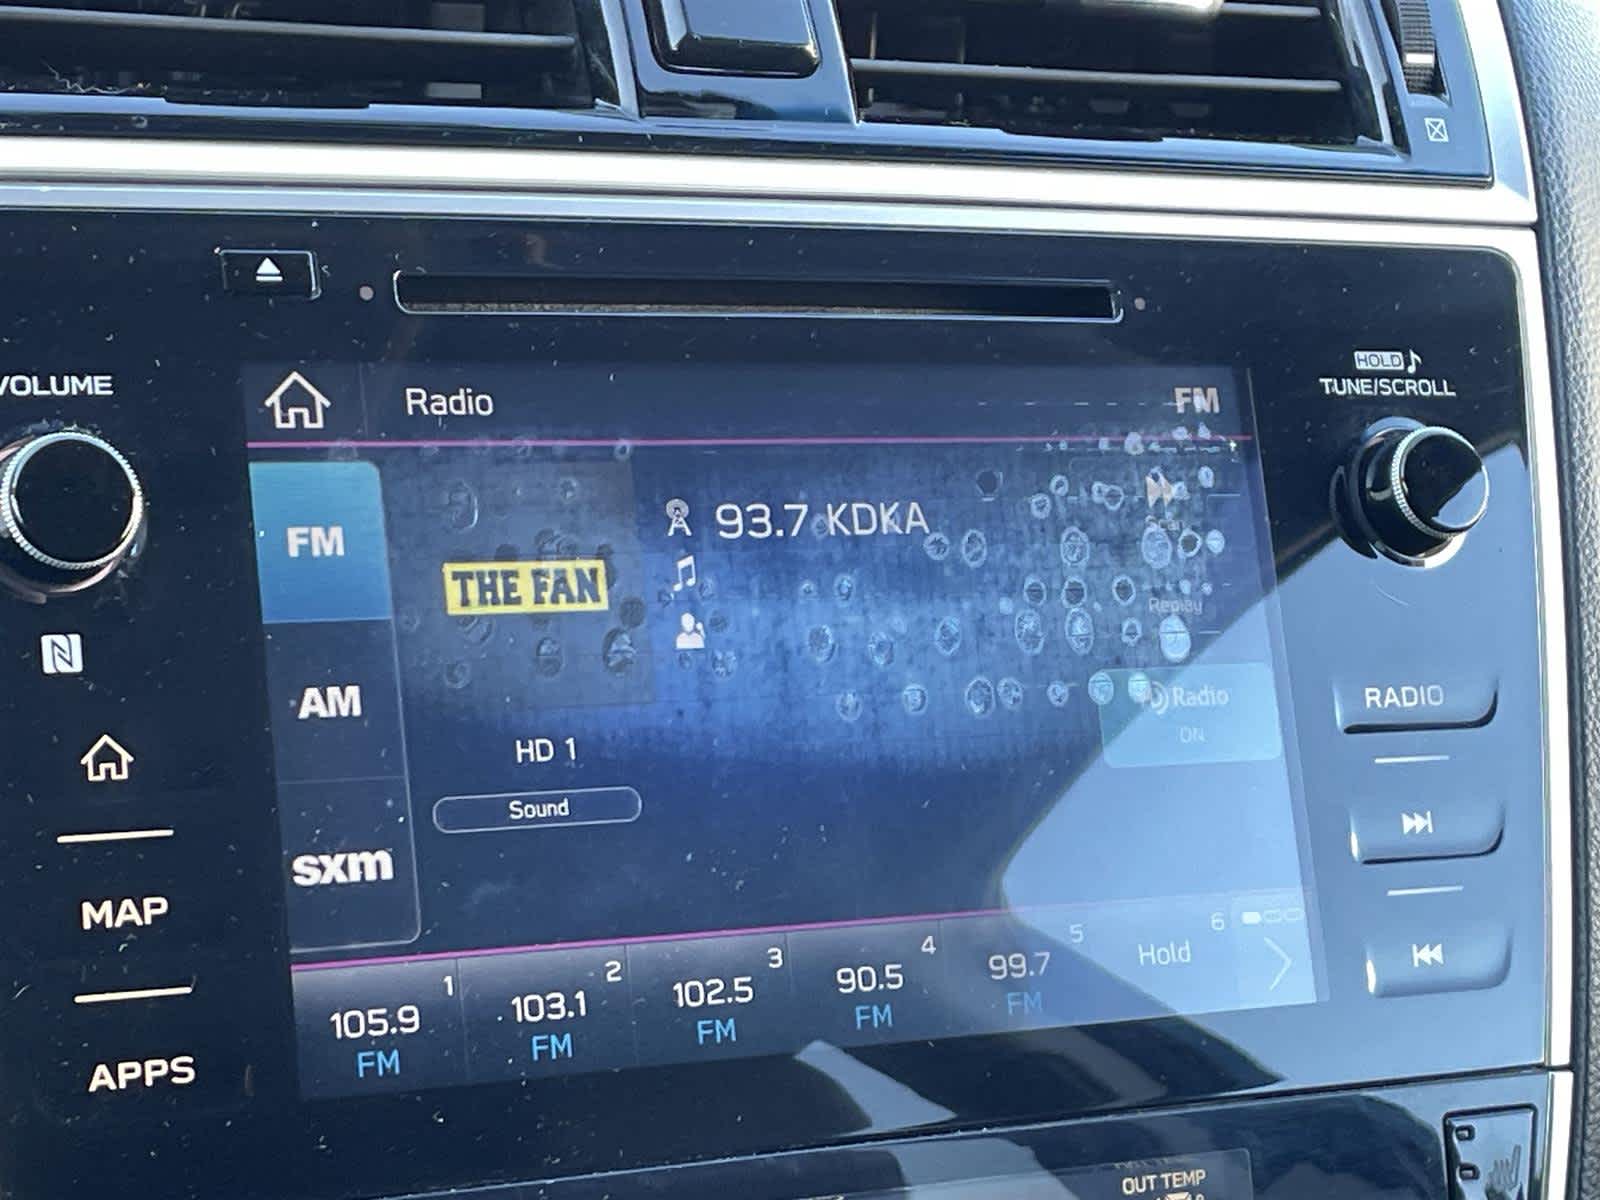 VOLUME
HOLD
TUNE/SCROLL
Radio
FM
FM
AM
sxm
THE FAN
93.7 KDKA
Scan
Replay
Radio
ON
HD 1
Sound
1
105.9
FM
2
103.1
FM
3
102.5
FM
4
90.5
FM
5
99.7
FM
6
Hold
MAP
APPS
RADIO
OUT TEMP